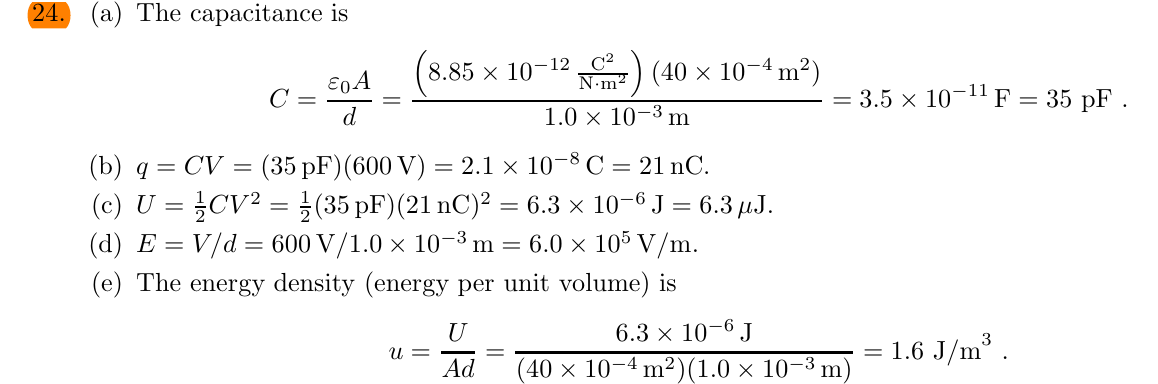 24. (a) The capacitance is
C = ε₀A/d = (8.85 × 10⁻¹² C²/N·m²)(40 × 10⁻⁴ m²)/1.0 × 10⁻³ m = 3.5 × 10⁻¹¹ F = 35 pF .
(b) q = CV = (35 pF)(600 V) = 2.1 × 10⁻⁸ C = 21 nC.
(c) U = ½CV² = ½(35 pF)(21 nC)² = 6.3 × 10⁻⁶ J = 6.3 μJ.
(d) E = V/d = 600 V/1.0 × 10⁻³ m = 6.0 × 10⁵ V/m.
(e) The energy density (energy per unit volume) is
u = U/Ad = 6.3 × 10⁻⁶ J/(40 × 10⁻⁴ m²)(1.0 × 10⁻³ m) = 1.6 J/m³ .